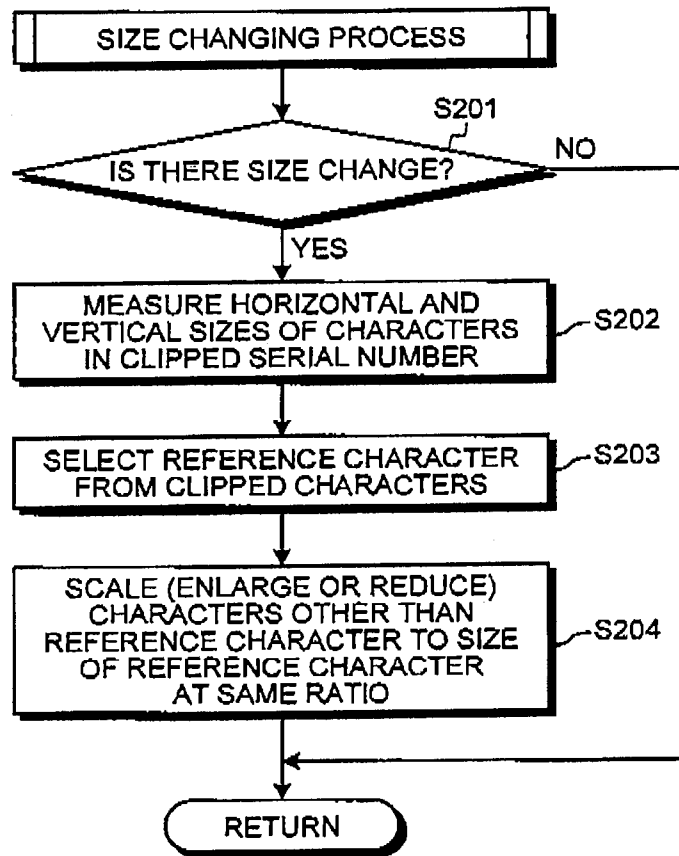 SIZE CHANGING PROCESS
S201
IS THERE SIZE CHANGE?
NO
YES
MEASURE HORIZONTAL AND
VERTICAL SIZES OF CHARACTERS
IN CLIPPED SERIAL NUMBER
S202
SELECT REFERENCE CHARACTER
FROM CLIPPED CHARACTERS
S203
SCALE (ENLARGE OR REDUCE)
CHARACTERS OTHER THAN
REFERENCE CHARACTER TO SIZE
OF REFERENCE CHARACTER
AT SAME RATIO
S204
RETURN